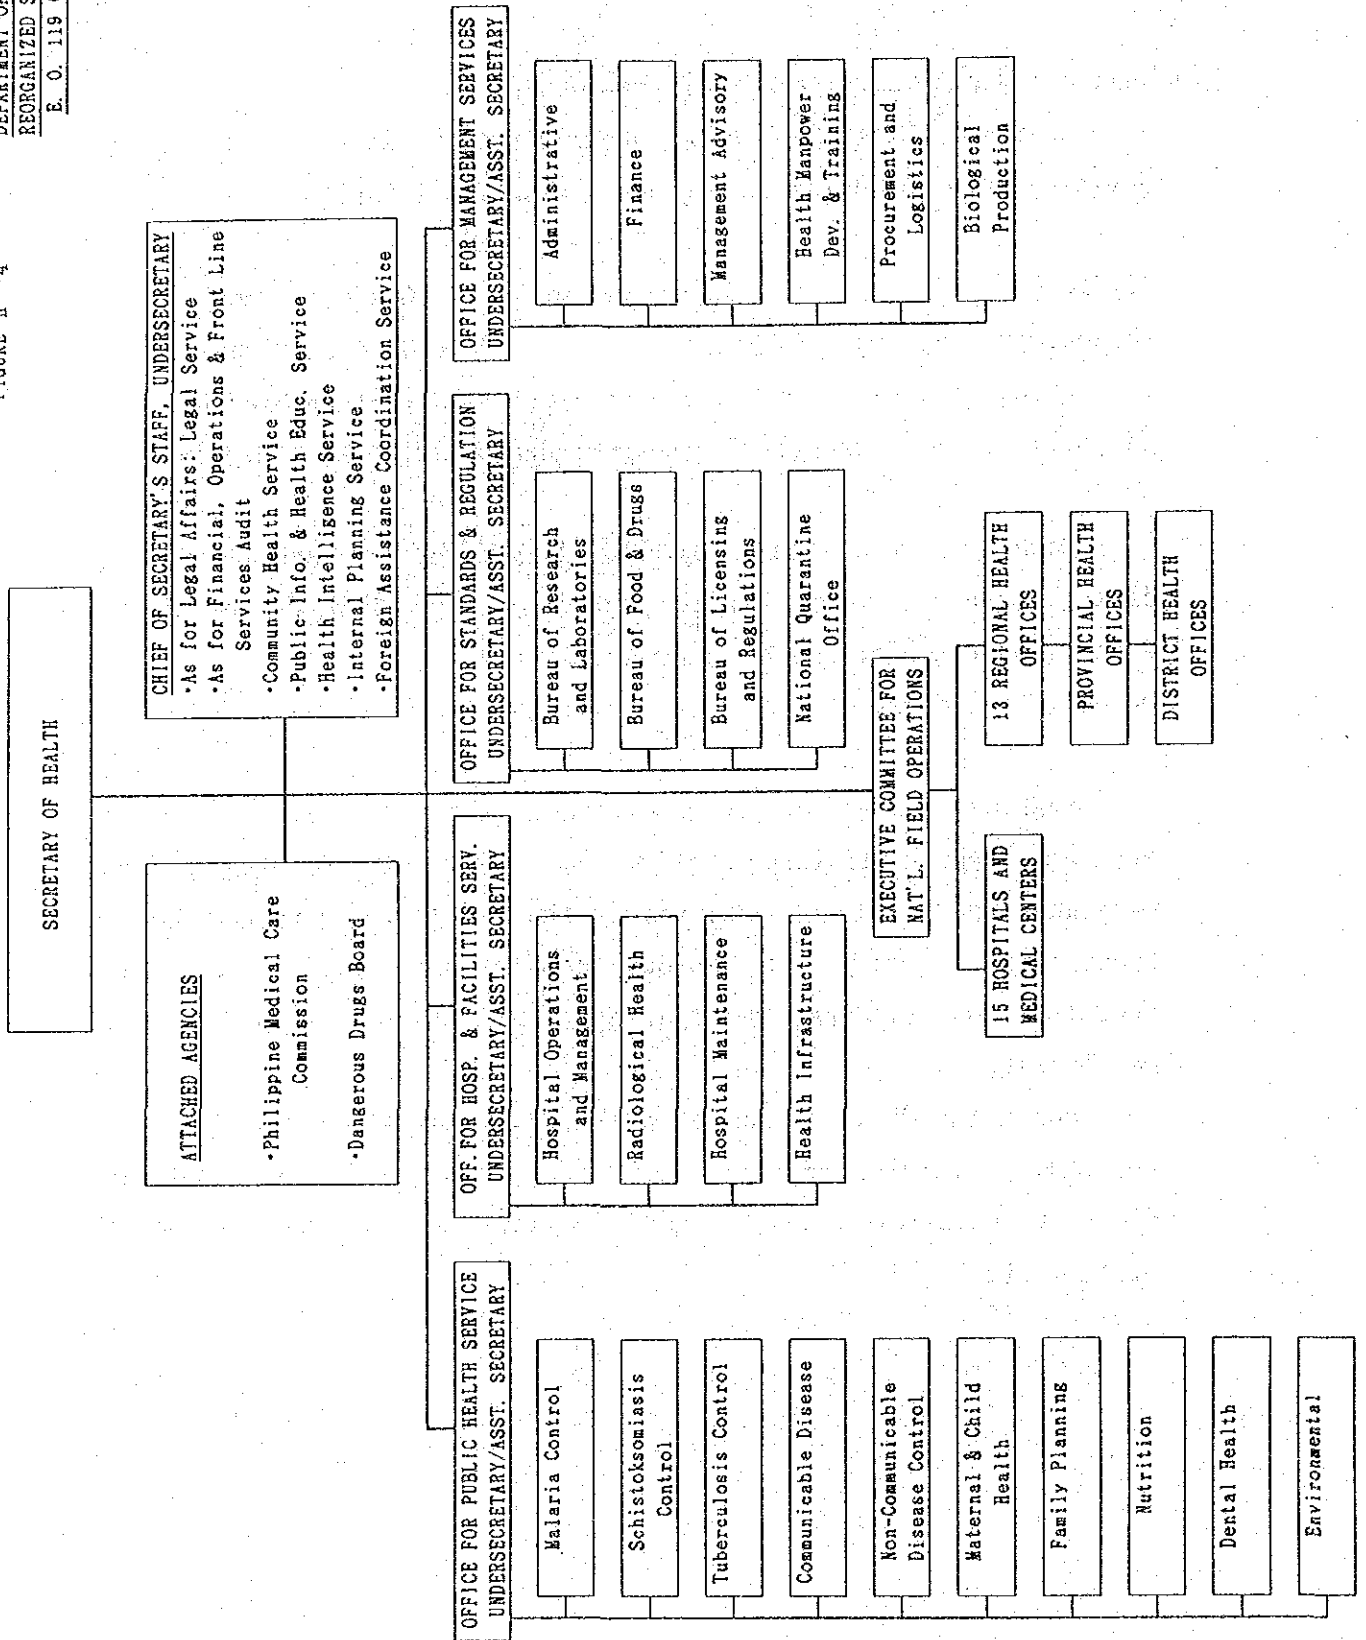 DEPARTMENT OF
REORGANIZED S
E. O. 119
SECRETARY OF HEALTH
ATTACHED AGENCIES
·Philippine Medical Care
Commission
·Dangerous Drugs Board
CHIEF OF SECRETARY'S STAFF, UNDERSECRETARY
·As for Legal Affairs: Legal Service
·As for Financial, Operations & Front Line
Services Audit
·Community Health Service
·Public Info. & Health Educ. Service
·Health Intelligence Service
·Internal Planning Service
·Foreign Assistance Coordination Service
OFFICE FOR PUBLIC HEALTH SERVICE
UNDERSECRETARY/ASST. SECRETARY
Malaria Control
Schistoksomiasis
Control
Tuberculosis Control
Communicable Disease
Non-Communicable
Disease Control
Maternal & Child
Health
Family Planning
Nutrition
Dental Health
Environmental
OFF. FOR HOSP. & FACILITIES SERV.
UNDERSECRETARY/ASST. SECRETARY
Hospital Operations
and Management
Radiological Health
Hospital Maintenance
Health Infrastructure
OFFICE FOR STANDARDS & REGULATION
UNDERSECRETARY/ASST. SECRETARY
Bureau of Research
and Laboratories
Bureau of Food & Drugs
Bureau of Licensing
and Regulations
National Quarantine
Office
OFFICE FOR MANAGEMENT SERVICES
UNDERSECRETARY/ASST. SECRETARY
Administrative
Finance
Management Advisory
Health Manpower
Dev. & Training
Procurement and
Logistics
Biological
Production
EXECUTIVE COMMITTEE FOR
NAT'L. FIELD OPERATIONS
15 HOSPITALS AND
MEDICAL CENTERS
13 REGIONAL HEALTH
OFFICES
PROVINCIAL HEALTH
OFFICES
DISTRICT HEALTH
OFFICES